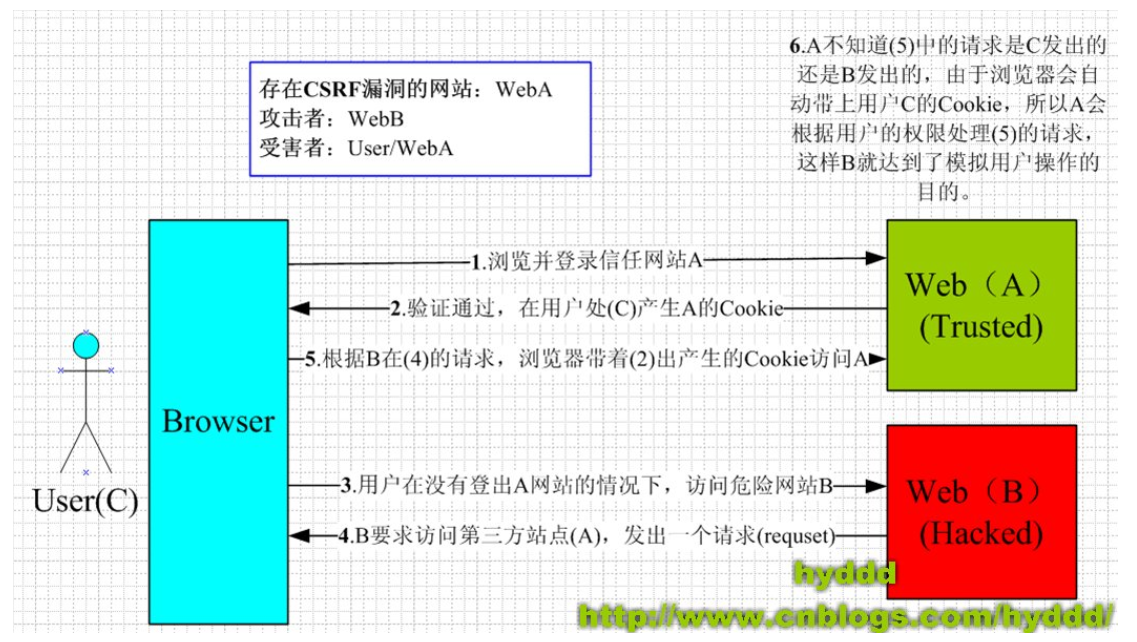 6.A不知道(5)中的请求是C发出的
还是B发出的，由于浏览器会自
动带上用户C的Cookie，所以A会
根据用户的权限处理(5)的请求，
这样B就达到了模拟用户操作的
目的。
存在CSRF漏洞的网站：WebA
攻击者：WebB
受害者：User/WebA
1.浏览并登录信任网站A
2.验证通过，在用户处(C)产生A的Cookie
5.根据B在(4)的请求，浏览器带着(2)出产生的Cookie访问A
Web（A）
(Trusted)
Browser
User(C)
3.用户在没有登出A网站的情况下，访问危险网站B
4.B要求访问第三方站点(A)，发出一个请求(requset)
Web（B）
(Hacked)
hyddd
http://www.cnblogs.com/hyddd/